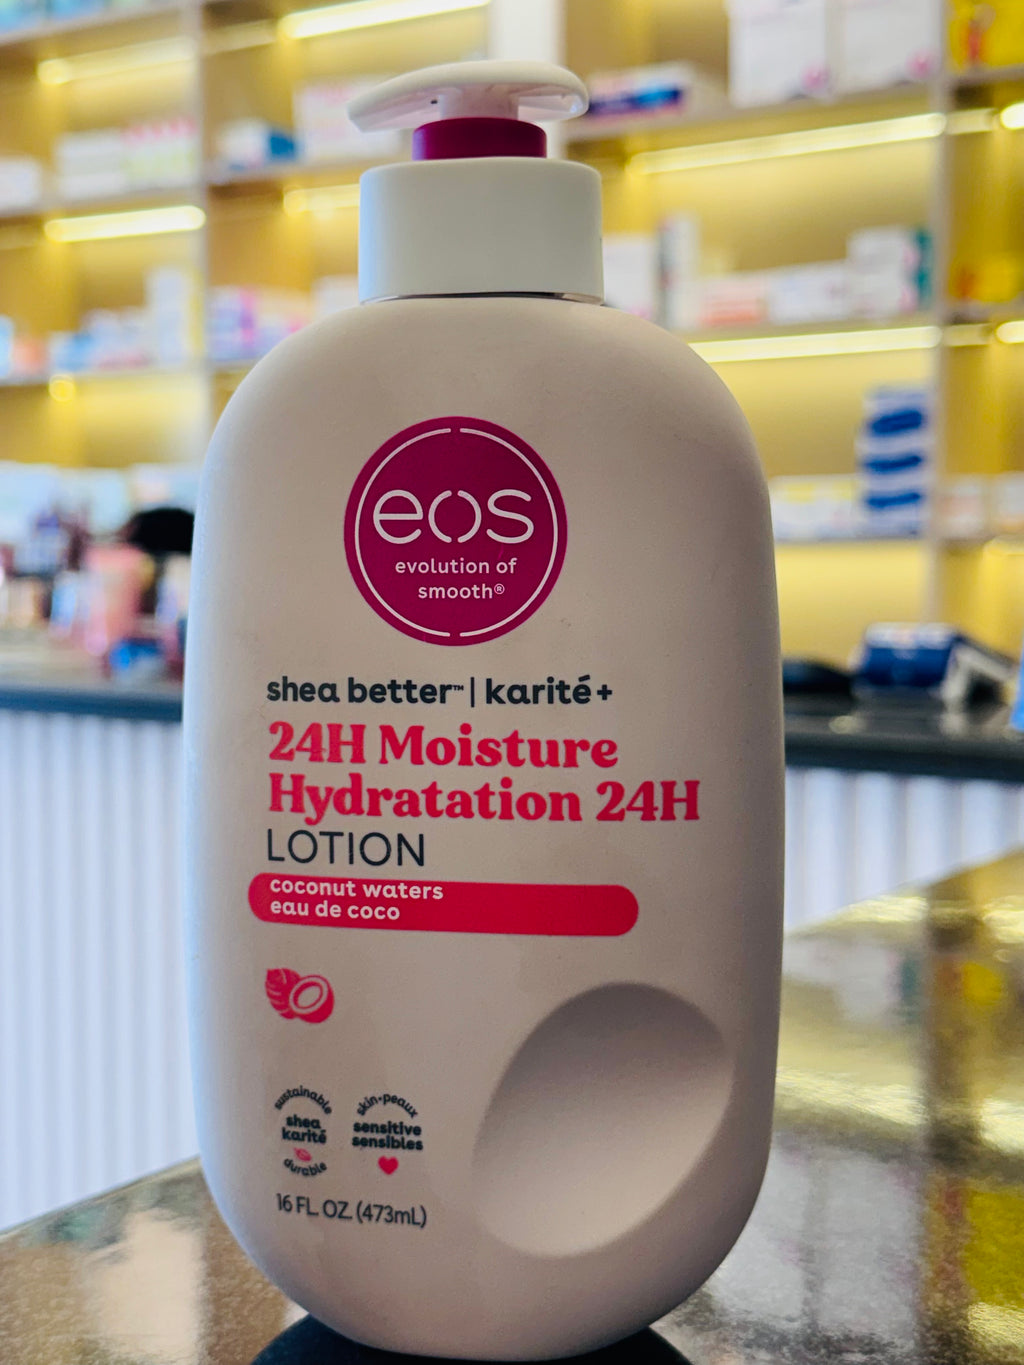 eos
evolution of
smooth®
shea better™ | karité+
24H Moisture
Hydratation 24H
LOTION
coconut waters
eau de coco
sustainable
shea
karité
durable
skin•peaux
sensitive
sensibles
16 FL. OZ. (473mL)